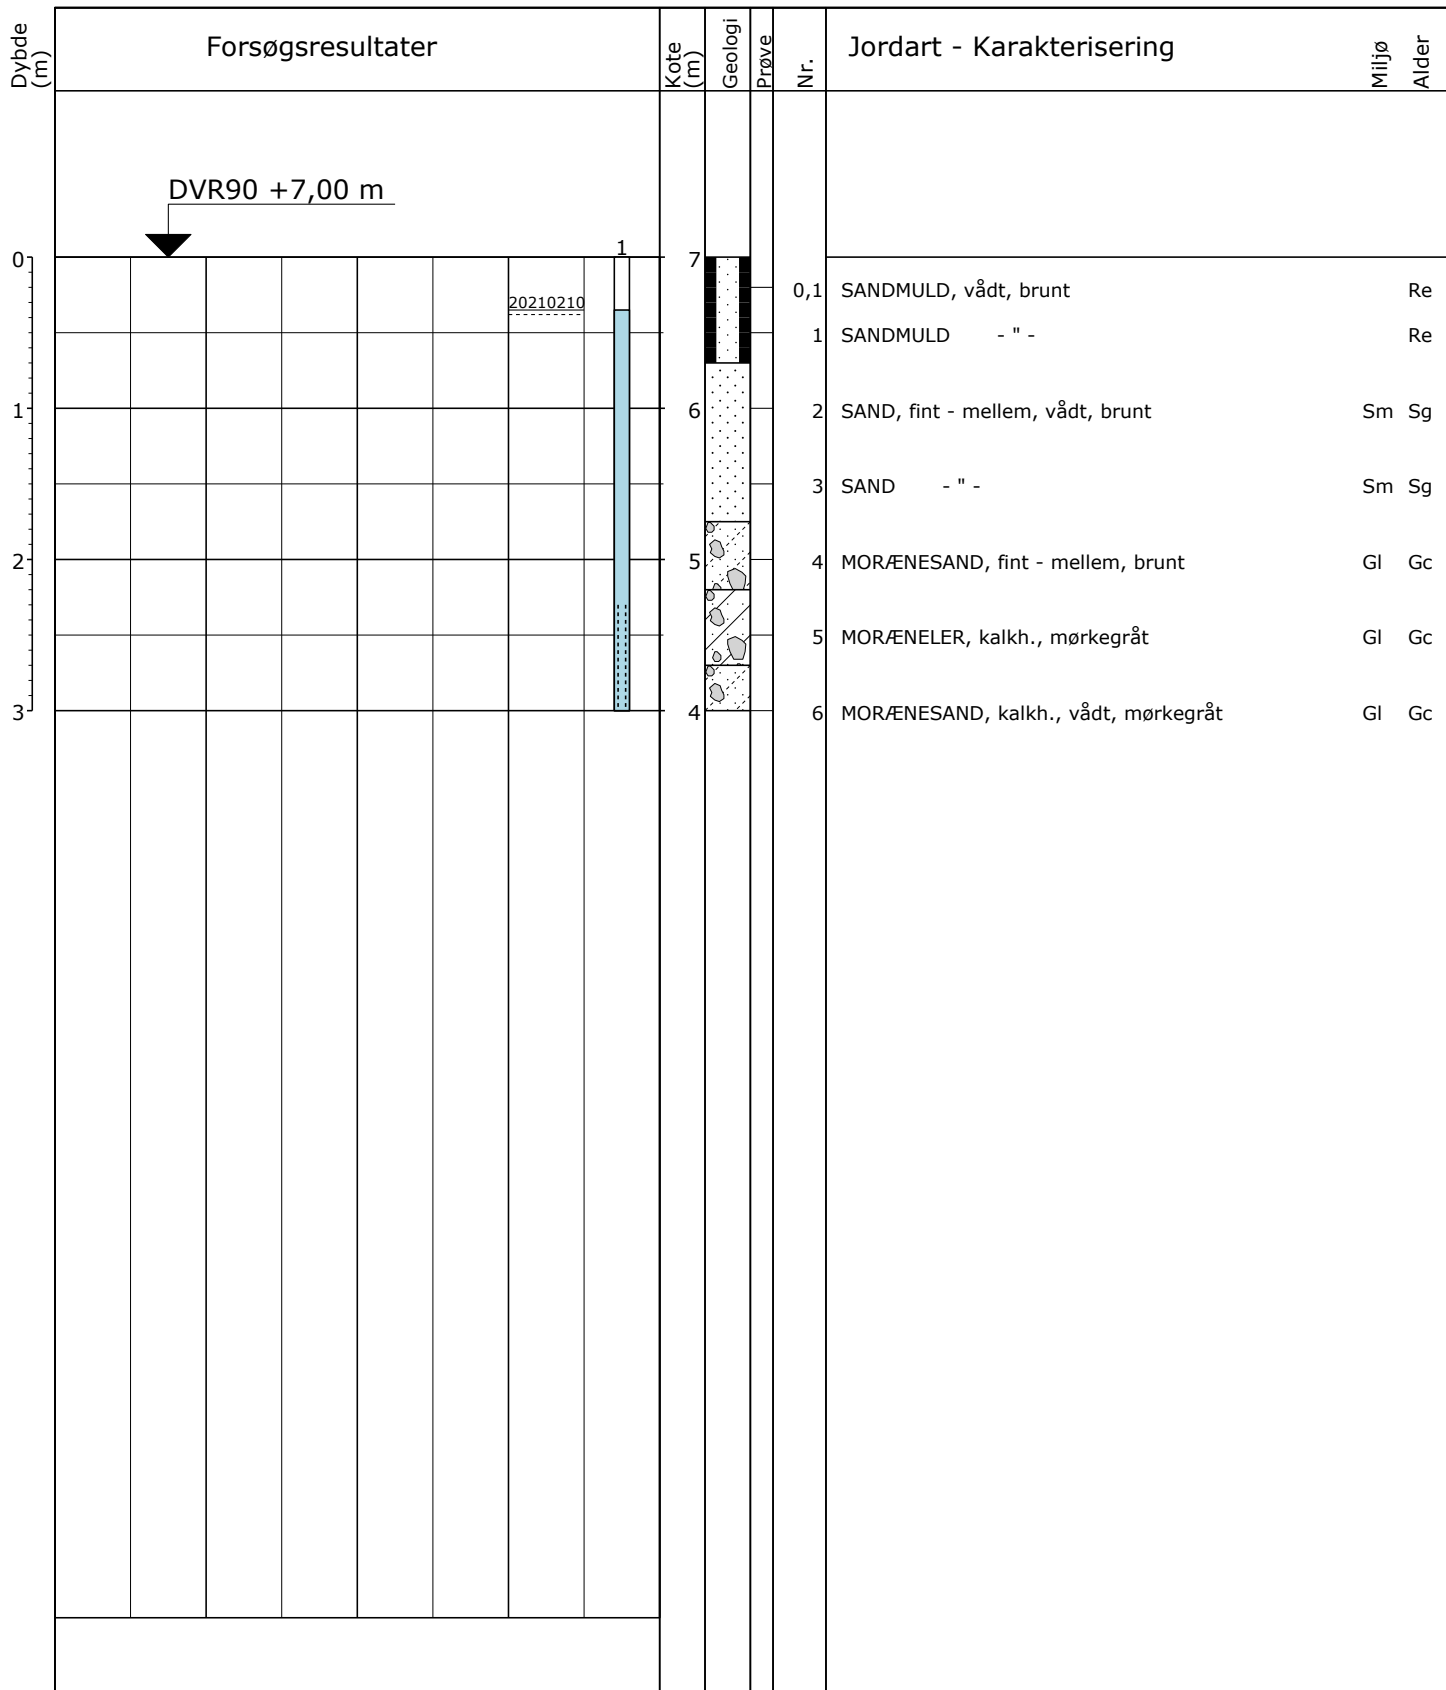 Dybde (m)
Forsøgsresultater
Kote (m)
Geologi
Prøve
Nr.
Jordart - Karakterisering
Miljø
Alder
DVR90 +7,00 m
0
1
7
20210210
0,1 SANDMULD, vådt, brunt Re
1 SANDMULD - " - Re
1
6
2 SAND, fint - mellem, vådt, brunt Sm Sg
3 SAND - " - Sm Sg
2
5
4 MORÆNESAND, fint - mellem, brunt Gl Gc
5 MORÆNELER, kalkh., mørkegråt Gl Gc
3
4
6 MORÆNESAND, kalkh., vådt, mørkegråt Gl Gc